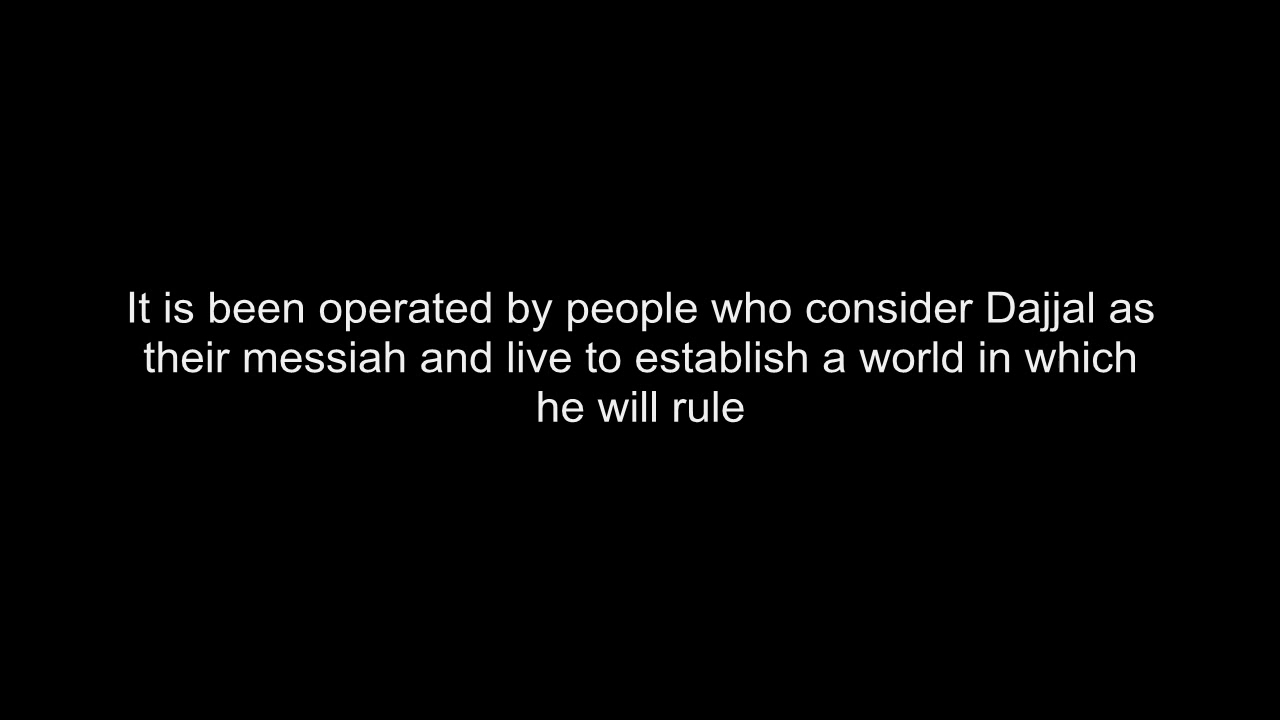 It is been operated by people who consider Dajjal as
their messiah and live to establish a world in which
he will rule